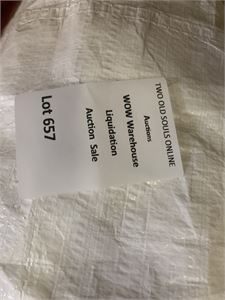 TWO OLD SOULS ONLINE
Auctions
WOW Warehouse
Liquidation
Auction Sale
Lot 657